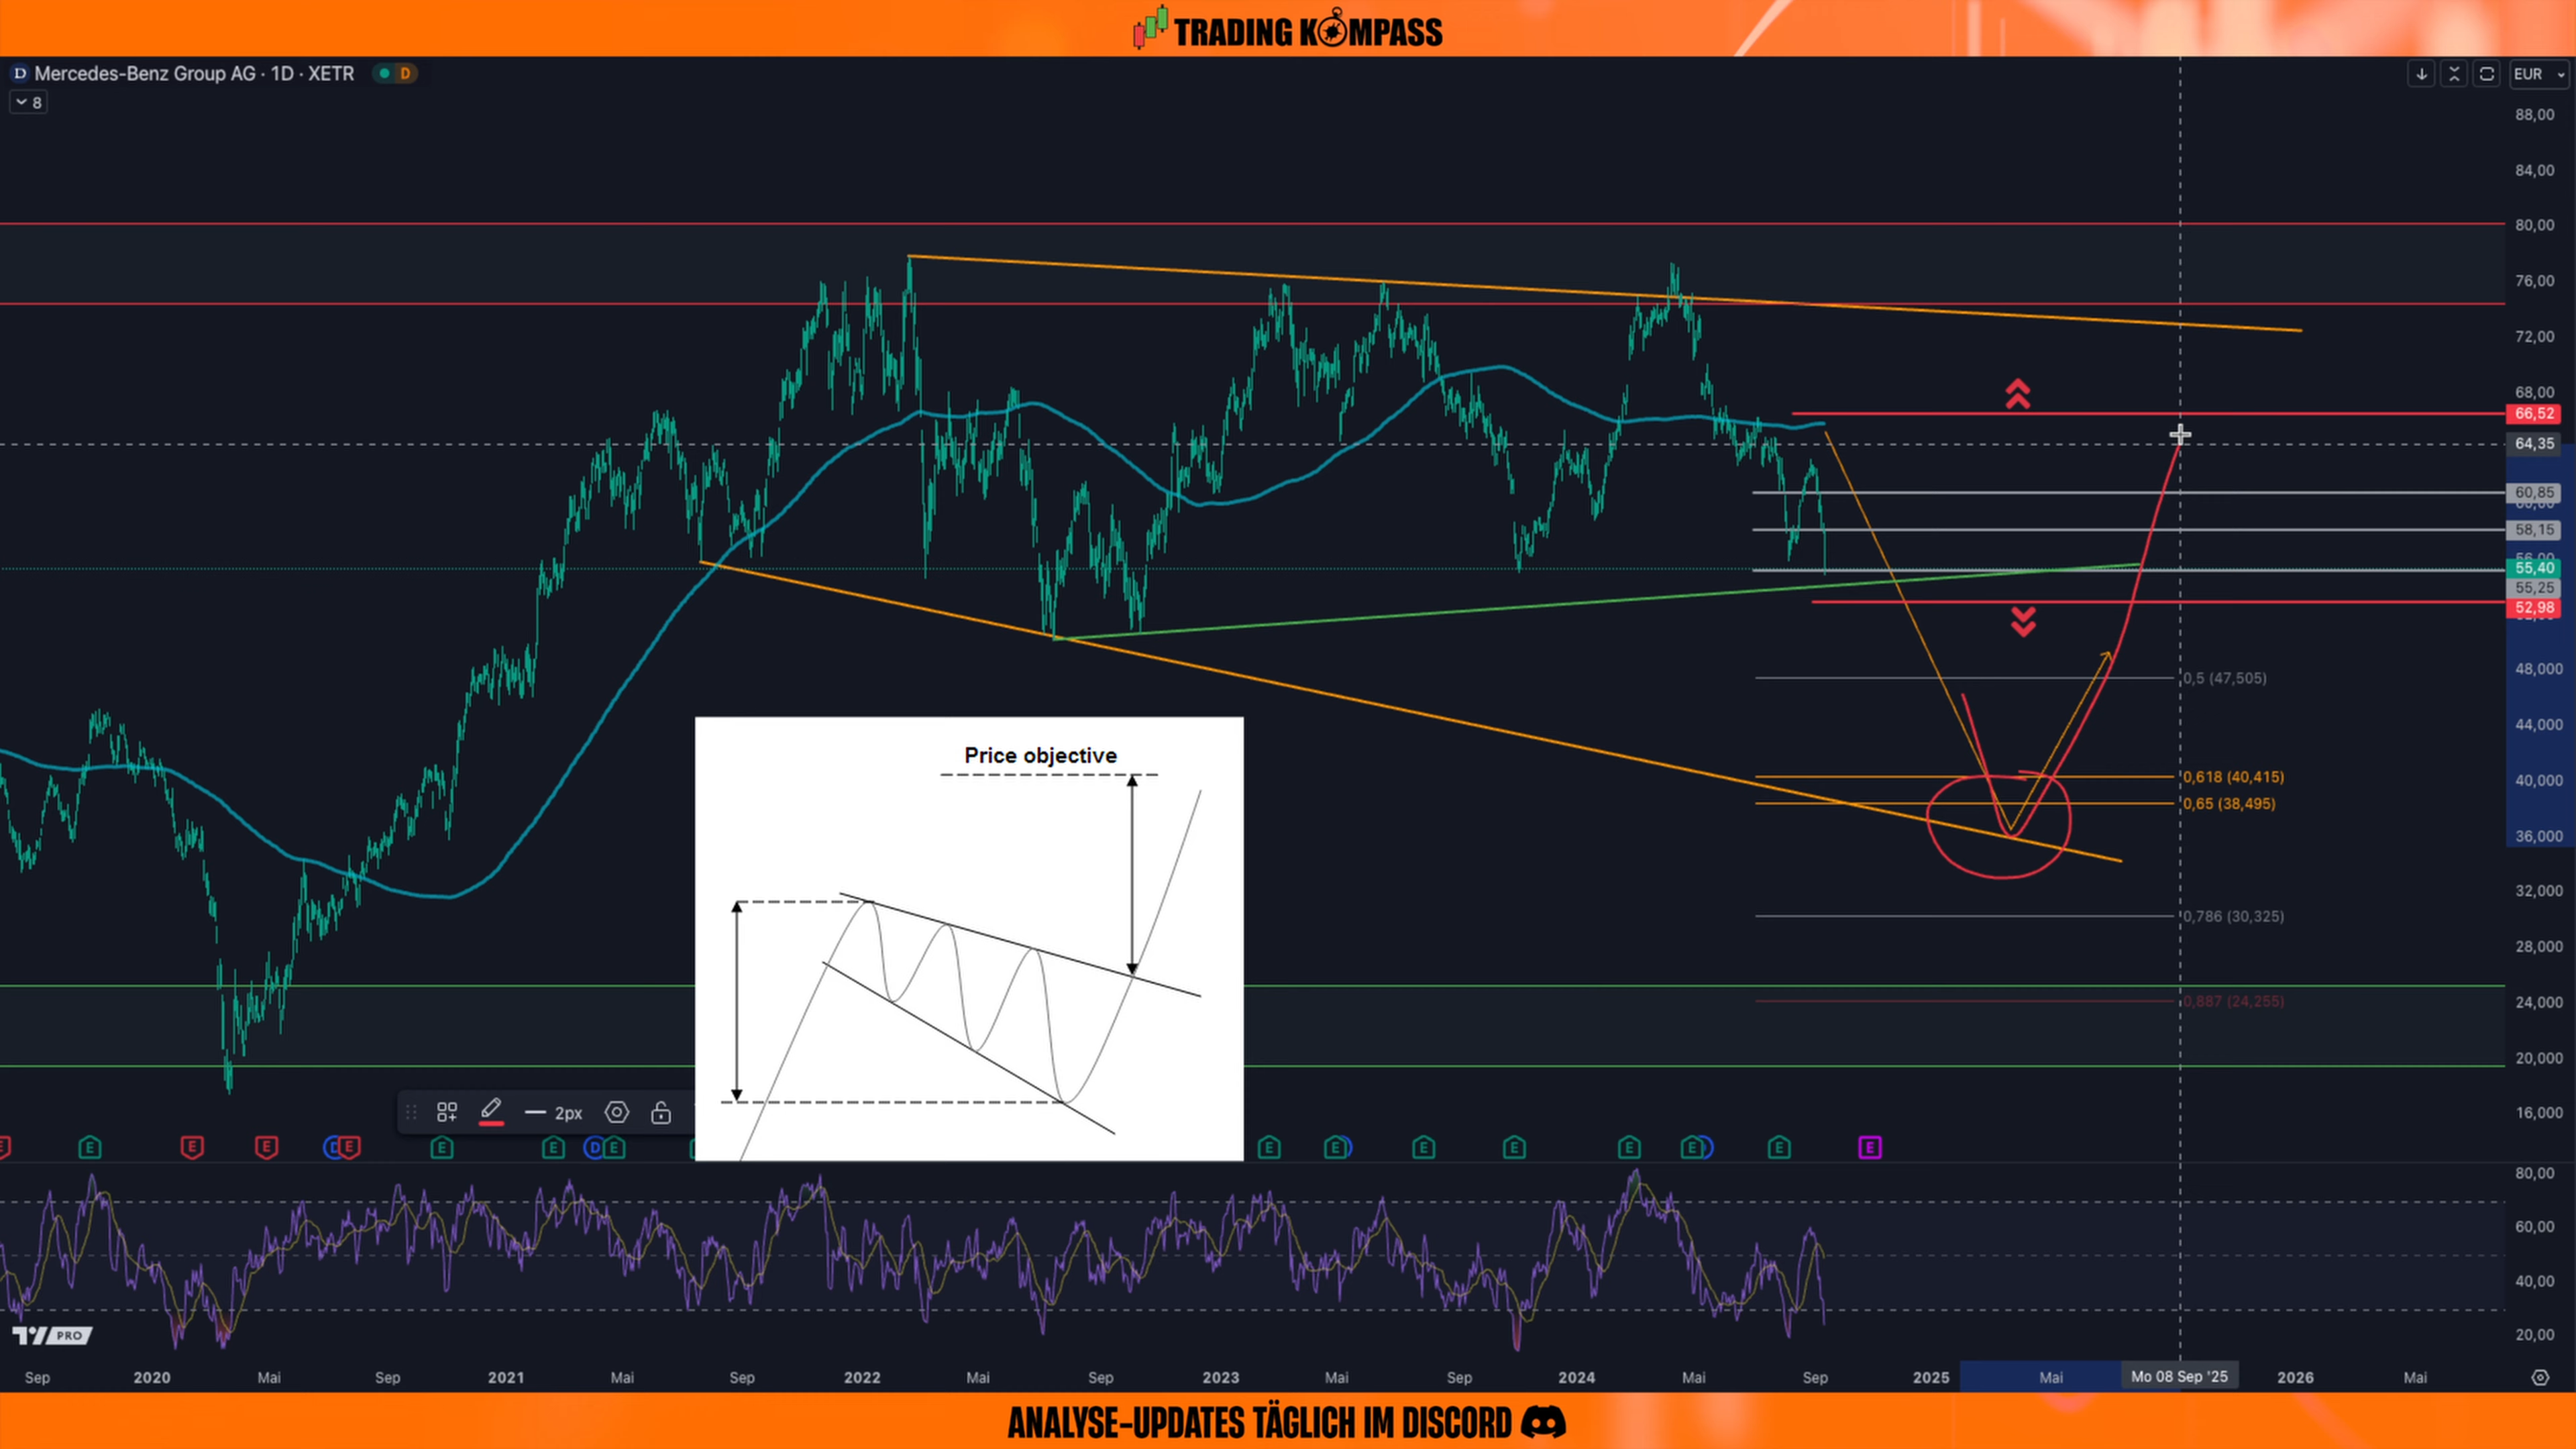 TRADING KOMPASS
Mercedes-Benz Group AG · 1D · XETR
D
8
EUR
88,00
84,00
80,00
76,00
72,00
68,00
66,52
64,35
60,85
58,15
55,40
55,25
52,98
48,000
44,000
40,000
36,000
32,000
28,000
24,000
20,000
16,000
0,5 (47,505)
0,618 (40,415)
0,65 (38,495)
0,786 (30,325)
0,887 (24,255)
Price objective
2px
E E E E D E E E D E
E E E E E E E E
80,00
60,00
40,00
20,00
PRO
Sep 2020 Mai Sep 2021 Mai Sep 2022 Mai Sep 2023 Mai Sep 2024 Mai Sep 2025 Mai Mo 08 Sep '25 2026 Mai
ANALYSE-UPDATES TÄGLICH IM DISCORD